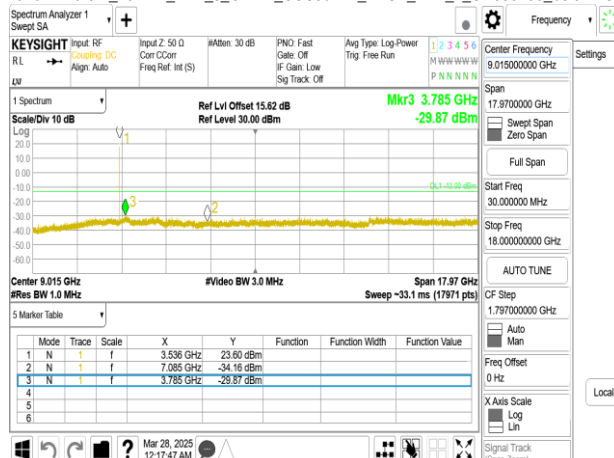 Spectrum Analyzer 1
Swept SA
+
Frequency
KEYSIGHT
RL
Input: RF
Coupling: DC
Align: Auto
Input Z: 50 Ω
Corr CCorr
Freq Ref: Int (S)
#Atten: 30 dB
PNO: Fast
Gate: Off
IF Gain: Low
Sig Track: Off
Avg Type: Log-Power
Trig: Free Run
1 2 3 4 5 6
M W W W W W
P N N N N N
1 Spectrum
Scale/Div 10 dB
Ref Lvl Offset 15.62 dB
Ref Level 30.00 dBm
Mkr3 3.785 GHz
-29.87 dBm
Log
20.0
10.0
0.00
-10.0
-20.0
-30.0
-40.0
-50.0
-60.0
1
2
3
DL1 -13.00 dBm
Center 9.015 GHz
#Res BW 1.0 MHz
#Video BW 3.0 MHz
Span 17.97 GHz
Sweep ~33.1 ms (17971 pts)
5 Marker Table
Mode Trace Scale X Y Function Function Width Function Value
1 N 1 f 3.536 GHz 23.60 dBm
2 N 1 f 7.085 GHz -34.16 dBm
3 N 1 f 3.785 GHz -29.87 dBm
4
5
6
?
Mar 28, 2025
12:17:47 AM
Center Frequency
9.015000000 GHz
Span
17.9700000 GHz
Swept Span
Zero Span
Full Span
Start Freq
30.000000 MHz
Stop Freq
18.000000000 GHz
AUTO TUNE
CF Step
1.797000000 GHz
Auto
Man
Freq Offset
0 Hz
X Axis Scale
Log
Lin
Signal Track
Settings
Local